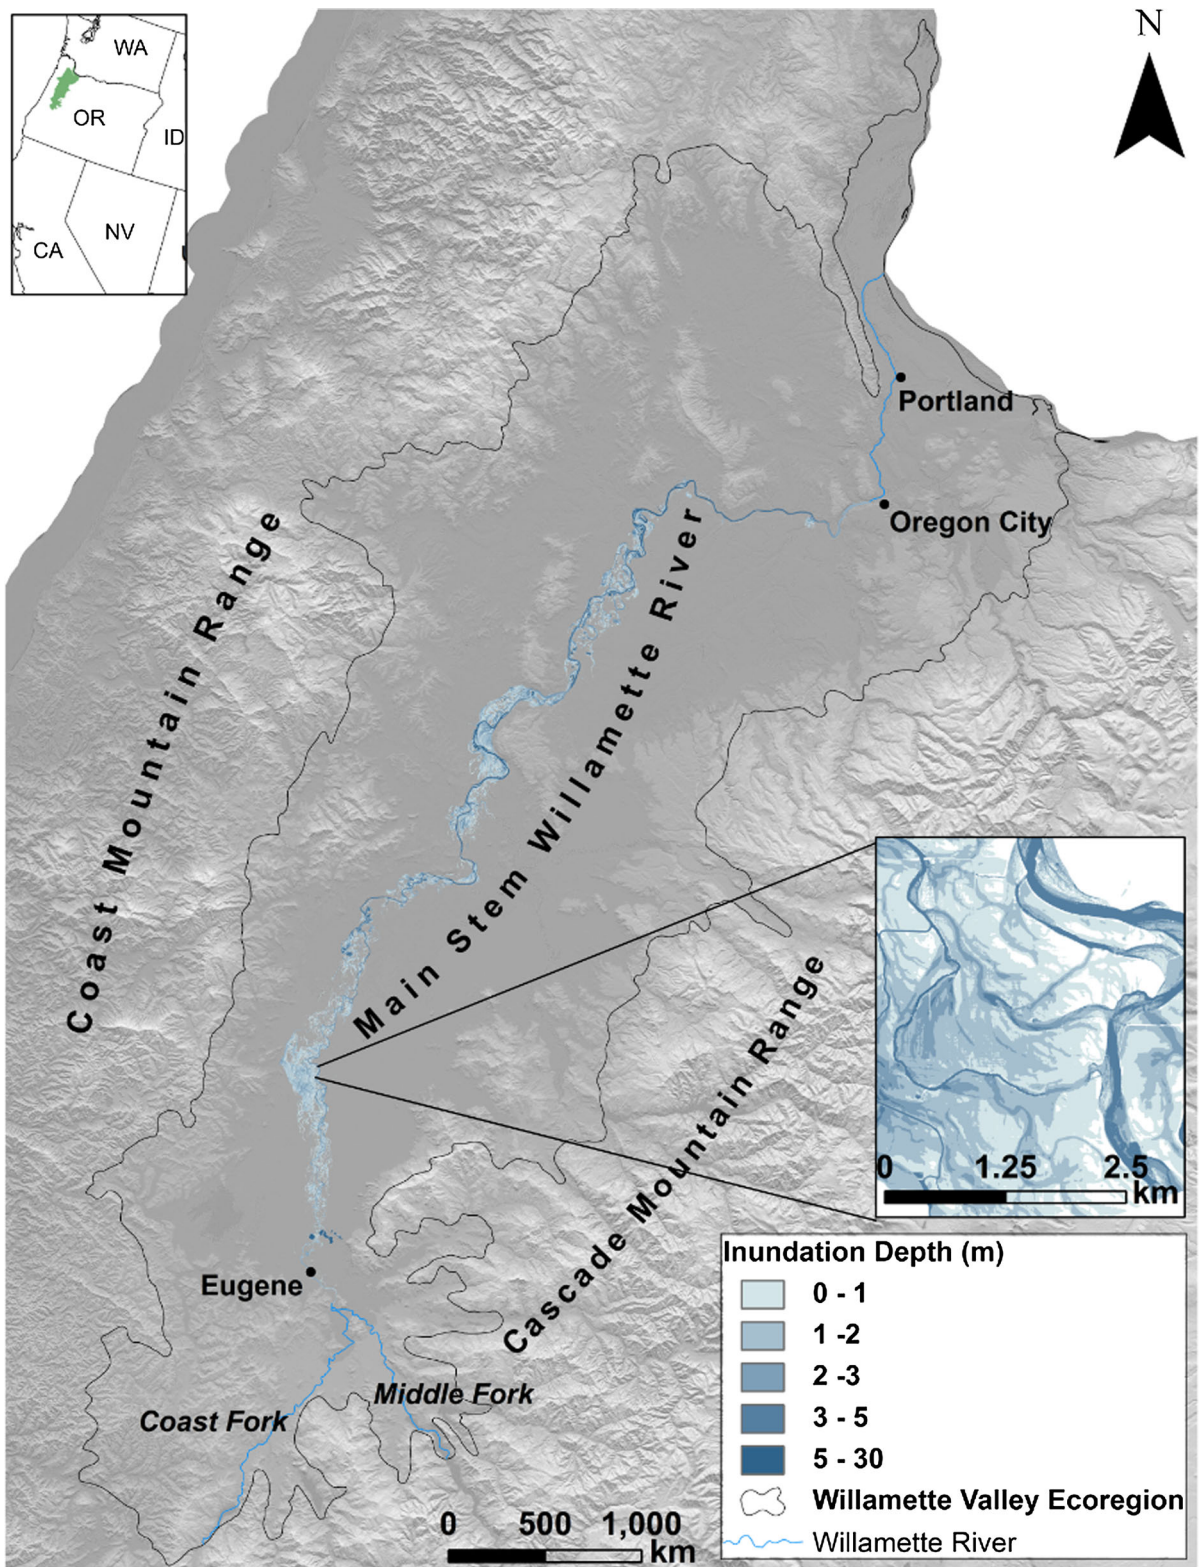 WA
OR
ID
NV
CA
N
Portland
Oregon City
Coast Mountain Range
Main Stem Willamette River
Cascade Mountain Range
0 1.25 2.5
km
Eugene
Middle Fork
Coast Fork
Inundation Depth (m)
0 - 1
1 -2
2 -3
3 - 5
5 - 30
Willamette Valley Ecoregion
Willamette River
0 500 1,000
km